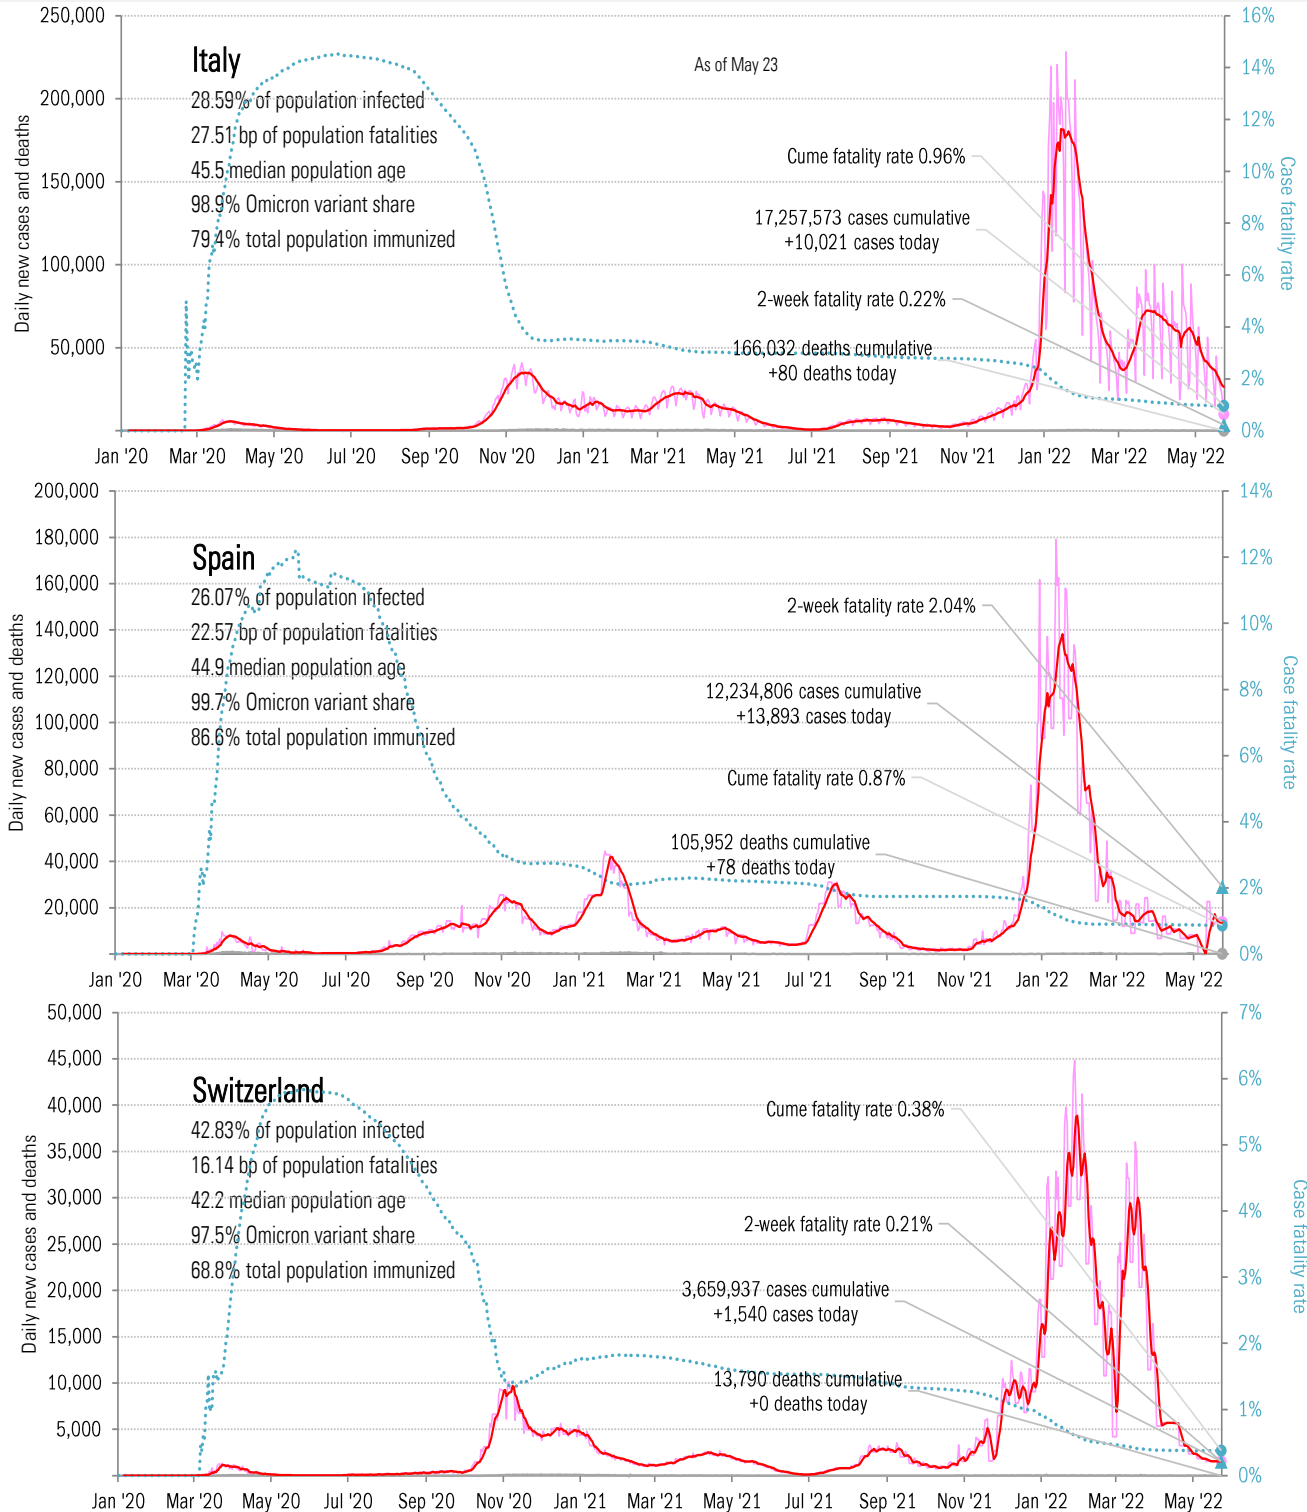 250,000
16%
Italy
As of May 23
28.59% of population infected
27.51 bp of population fatalities
45.5 median population age
98.9% Omicron variant share
79.4% total population immunized
Cume fatality rate 0.96%
17,257,573 cases cumulative
+10,021 cases today
2-week fatality rate 0.22%
166,032 deaths cumulative
+80 deaths today
200,000
150,000
100,000
50,000
14%
12%
10%
8%
6%
4%
2%
0%
Daily new cases and deaths
Case fatality rate
Jan '20 Mar '20 May '20 Jul '20 Sep '20 Nov '20 Jan '21 Mar '21 May '21 Jul '21 Sep '21 Nov '21 Jan '22 Mar '22 May '22
200,000
180,000
160,000
140,000
120,000
100,000
80,000
60,000
40,000
20,000
14%
12%
10%
8%
6%
4%
2%
0%
Daily new cases and deaths
Case fatality rate
Spain
26.07% of population infected
22.57 bp of population fatalities
44.9 median population age
99.7% Omicron variant share
86.6% total population immunized
2-week fatality rate 2.04%
12,234,806 cases cumulative
+13,893 cases today
Cume fatality rate 0.87%
105,952 deaths cumulative
+78 deaths today
Jan '20 Mar '20 May '20 Jul '20 Sep '20 Nov '20 Jan '21 Mar '21 May '21 Jul '21 Sep '21 Nov '21 Jan '22 Mar '22 May '22
50,000
45,000
40,000
35,000
30,000
25,000
20,000
15,000
10,000
5,000
7%
6%
5%
4%
3%
2%
1%
0%
Daily new cases and deaths
Case fatality rate
Switzerland
42.83% of population infected
16.14 bp of population fatalities
42.2 median population age
97.5% Omicron variant share
68.8% total population immunized
Cume fatality rate 0.38%
2-week fatality rate 0.21%
3,659,937 cases cumulative
+1,540 cases today
13,790 deaths cumulative
+0 deaths today
Jan '20 Mar '20 May '20 Jul '20 Sep '20 Nov '20 Jan '21 Mar '21 May '21 Jul '21 Sep '21 Nov '21 Jan '22 Mar '22 May '22